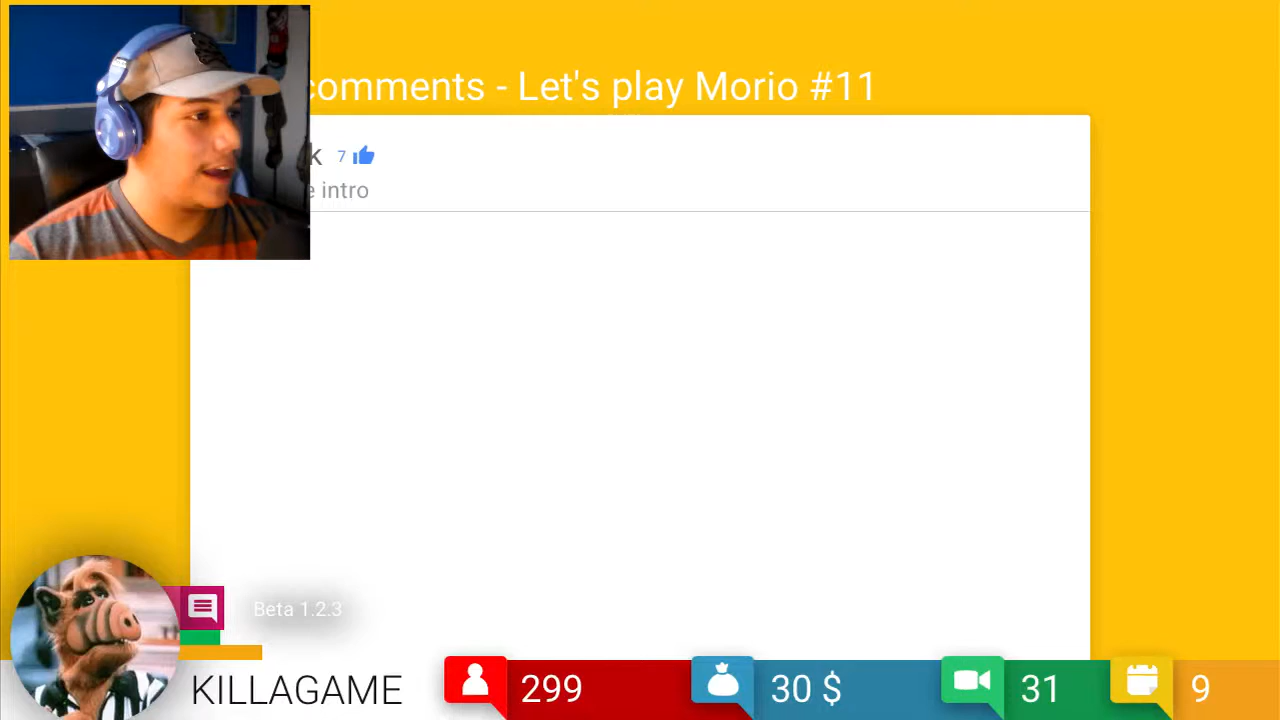 comments - Let's play Morio #11
k 7
e intro
Beta 1.2.3
KILLAGAME 299 30 $ 31 9